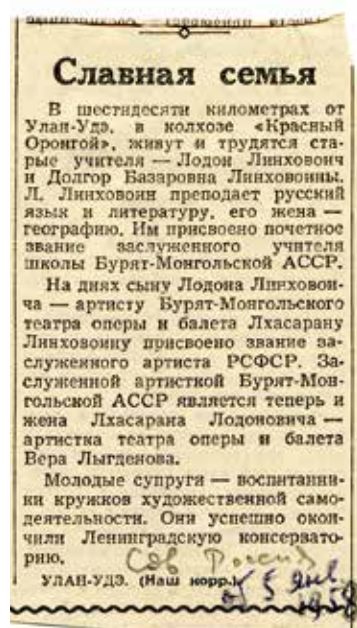 Славная семья
В шестидесяти километрах от
Улан-Удэ, в колхозе «Красный
Оронгой», живут и трудятся ста-
рые учителя — Лодон Линховоич
и Долгор Базаровна Линховоины.
Л. Линховоин преподает русский
язык и литературу, его жена —
географию. Им присвоено почетное
звание заслуженного учителя
школы Бурят-Монгольской АССР.
На днях сыну Лодона Линховои-
ча — артисту Бурят-Монгольского
театра оперы и балета Лхасарану
Линховоину присвоено звание за-
служенного артиста РСФСР. За-
служенной артисткой Бурят-Мон-
гольской АССР является теперь и
жена Лхасарана Лодоновича —
артистка театра оперы и балета
Вера Лыгденова.
Молодые супруги — воспитанни-
ки кружков художественной само-
деятельности. Они успешно окон-
чили Ленинградскую консервато-
рию.
Сов Россия
УЛАН-УДЭ. (Наш корр.).
от 5 янв
1958